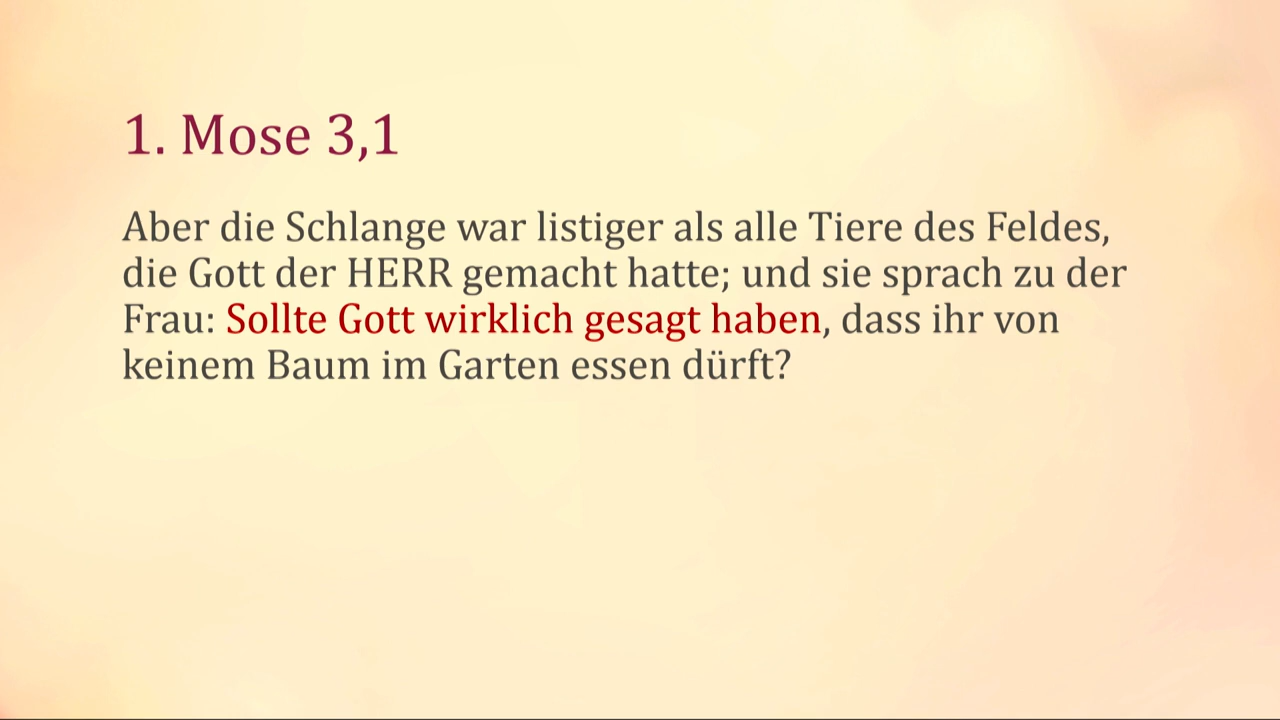 1. Mose 3,1
Aber die Schlange war listiger als alle Tiere des Feldes,
die Gott der HERR gemacht hatte; und sie sprach zu der
Frau: Sollte Gott wirklich gesagt haben, dass ihr von
keinem Baum im Garten essen dürft?